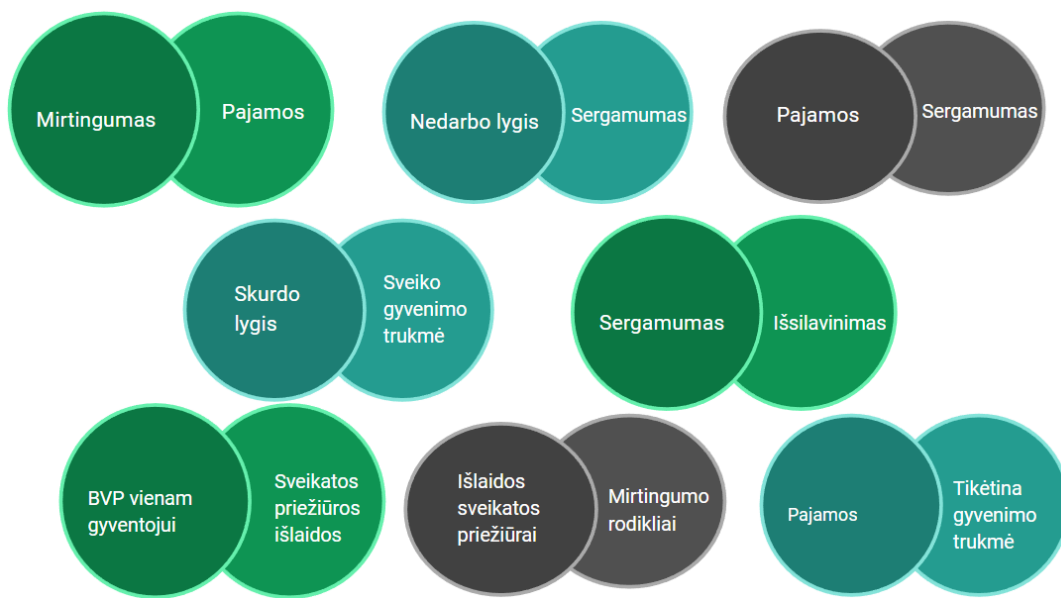 Mirtingumas
Pajamos
Nedarbo lygis
Sergamumas
Pajamos
Sergamumas
Skurdo
lygis
Sveiko
gyvenimo
trukmė
Sergamumas
Išsilavinimas
BVP vienam
gyventojui
Sveikatos
priežiūros
išlaidos
Išlaidos
sveikatos
priežiūrai
Mirtingumo
rodikliai
Pajamos
Tikėtina
gyvenimo
trukmė